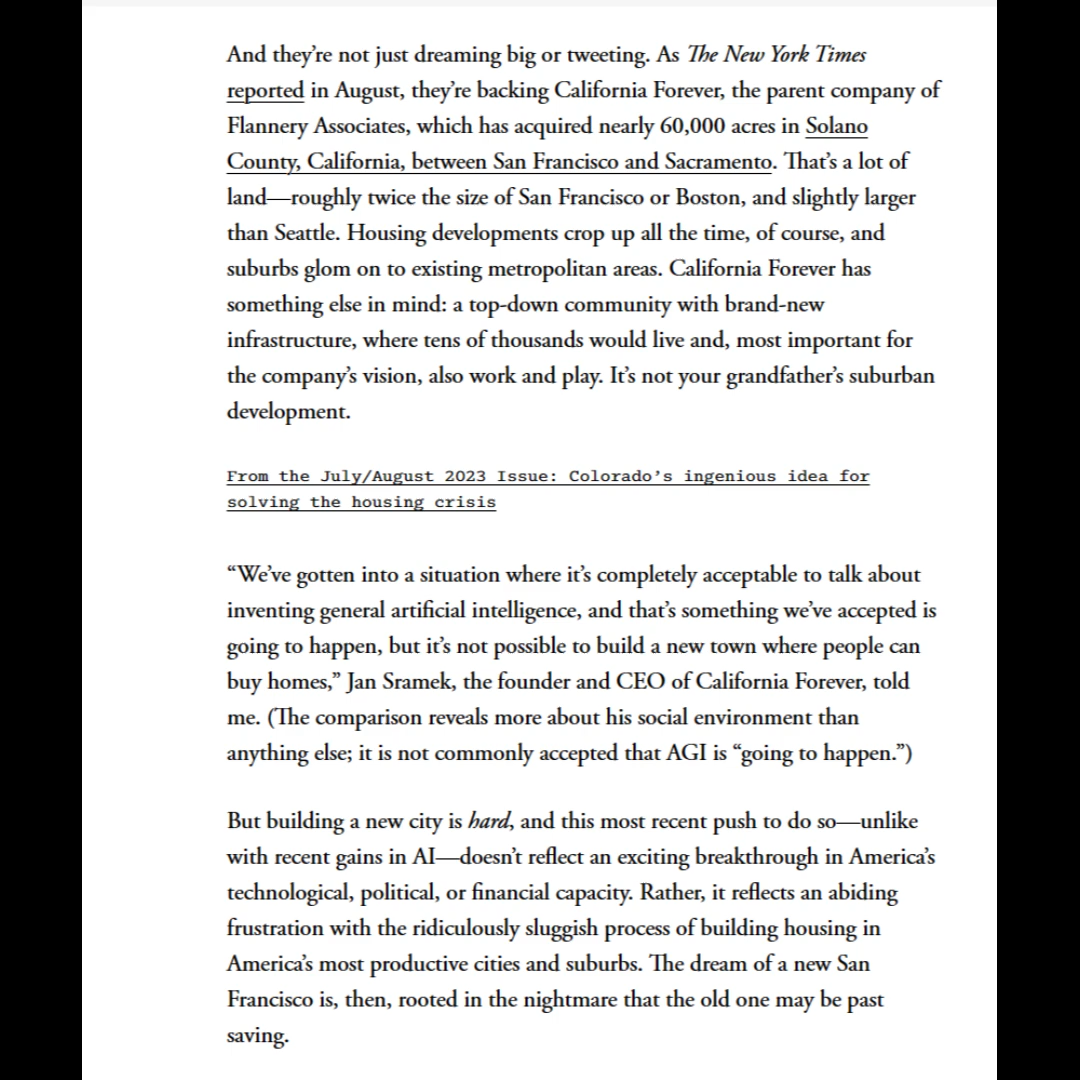 And they’re not just dreaming big or tweeting. As The New York Times
reported in August, they’re backing California Forever, the parent company of
Flannery Associates, which has acquired nearly 60,000 acres in Solano
County, California, between San Francisco and Sacramento. That’s a lot of
land—roughly twice the size of San Francisco or Boston, and slightly larger
than Seattle. Housing developments crop up all the time, of course, and
suburbs glom on to existing metropolitan areas. California Forever has
something else in mind: a top-down community with brand-new
infrastructure, where tens of thousands would live and, most important for
the company’s vision, also work and play. It’s not your grandfather’s suburban
development.
From the July/August 2023 Issue: Colorado’s ingenious idea for
solving the housing crisis
“We’ve gotten into a situation where it’s completely acceptable to talk about
inventing general artificial intelligence, and that’s something we’ve accepted is
going to happen, but it’s not possible to build a new town where people can
buy homes,” Jan Sramek, the founder and CEO of California Forever, told
me. (The comparison reveals more about his social environment than
anything else; it is not commonly accepted that AGI is “going to happen.”)
But building a new city is hard, and this most recent push to do so—unlike
with recent gains in AI—doesn’t reflect an exciting breakthrough in America’s
technological, political, or financial capacity. Rather, it reflects an abiding
frustration with the ridiculously sluggish process of building housing in
America’s most productive cities and suburbs. The dream of a new San
Francisco is, then, rooted in the nightmare that the old one may be past
saving.